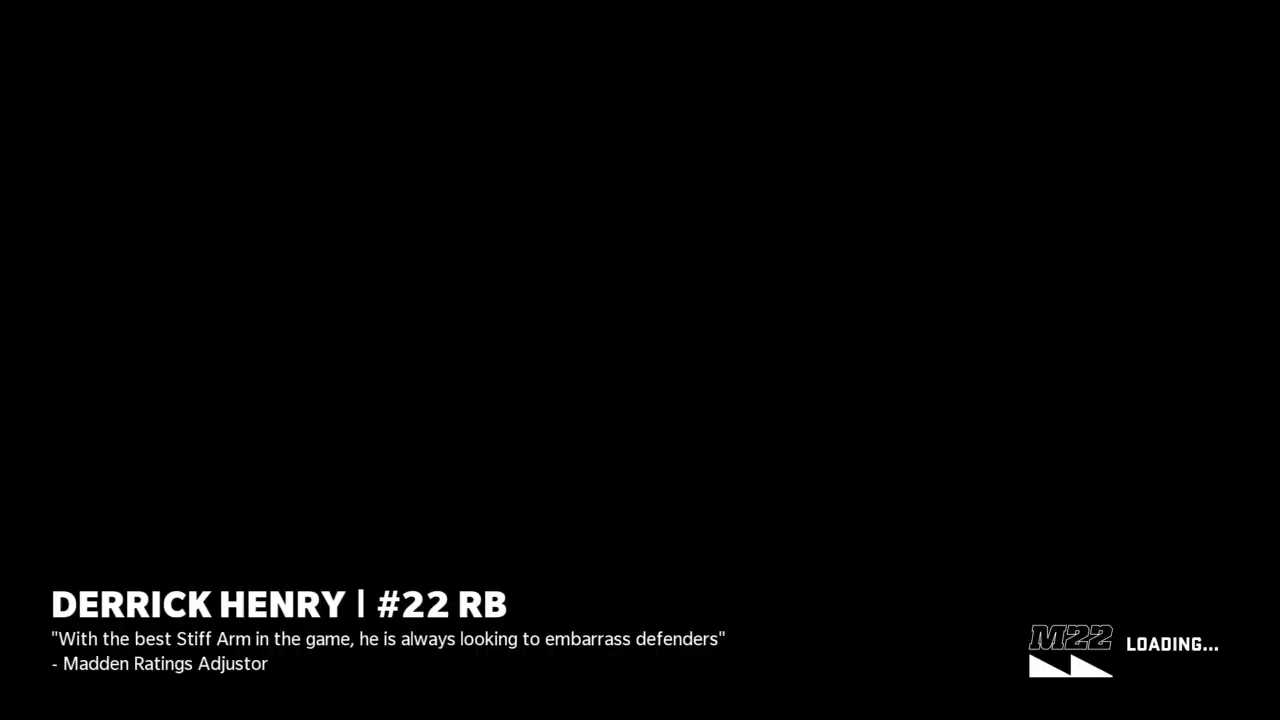 DERRICK HENRY | #22 RB
"With the best Stiff Arm in the game, he is always looking to embarrass defenders"
- Madden Ratings Adjustor
M22
LOADING...